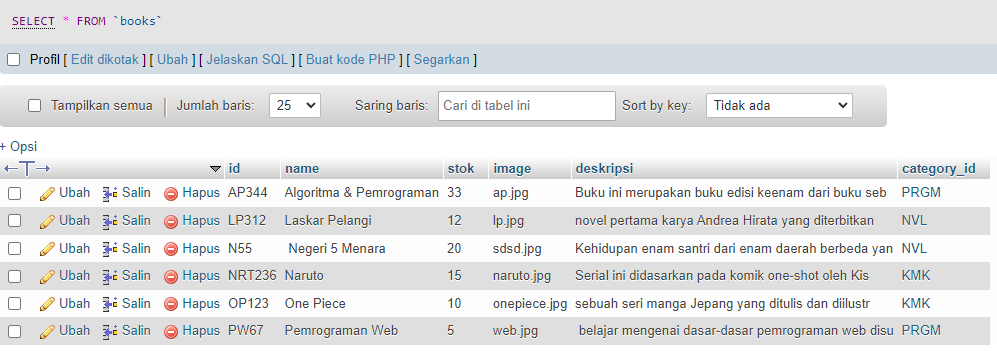 SELECT * FROM `books`
Profil [ Edit dikotak ] [ Ubah ] [ Jelaskan SQL ] [ Buat kode PHP ] [ Segarkan ]
Tampilkan semua Jumlah baris: 25 Saring baris: Cari di tabel ini Sort by key: Tidak ada
+ Opsi
←T→ id name stok image deskripsi category_id
Ubah Salin Hapus AP344 Algoritma & Pemrograman 33 ap.jpg Buku ini merupakan buku edisi keenam dari buku seb PRGM
Ubah Salin Hapus LP312 Laskar Pelangi 12 lp.jpg novel pertama karya Andrea Hirata yang diterbitkan NVL
Ubah Salin Hapus N55 Negeri 5 Menara 20 sdsd.jpg Kehidupan enam santri dari enam daerah berbeda yan NVL
Ubah Salin Hapus NRT236 Naruto 15 naruto.jpg Serial ini didasarkan pada komik one-shot oleh Kis KMK
Ubah Salin Hapus OP123 One Piece 10 onepiece.jpg sebuah seri manga Jepang yang ditulis dan diilustr KMK
Ubah Salin Hapus PW67 Pemrograman Web 5 web.jpg belajar mengenai dasar-dasar pemrograman web disu PRGM